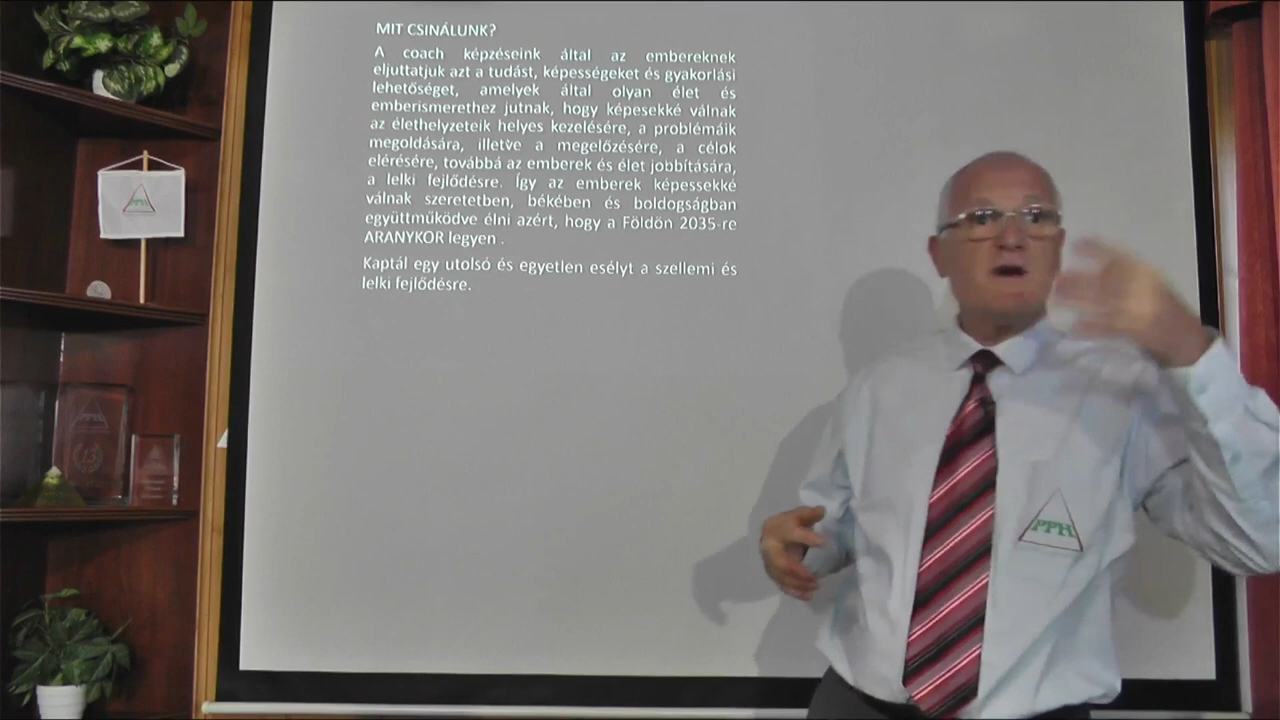 MIT CSINÁLUNK?
A coach képzéseink által az embereknek
eljuttatjuk azt a tudást, képességeket és gyakorlási
lehetőséget, amelyek által olyan élet és
emberismerethez jutnak, hogy képesekké válnak
az élethelyzeteik helyes kezelésére, a problémáik
megoldására, illetve a megelőzésére, a célok
elérésére, továbbá az emberek és élet jobbítására,
a lelki fejlődésre. Így az emberek képessekké
válnak szeretetben, békében és boldogságban
együttműködve élni azért, hogy a Földön 2035-re
ARANYKOR legyen .
Kaptál egy utolsó és egyetlen esélyt a szellemi és
lelki fejlődésre.
PPH
PPH
PPH
13